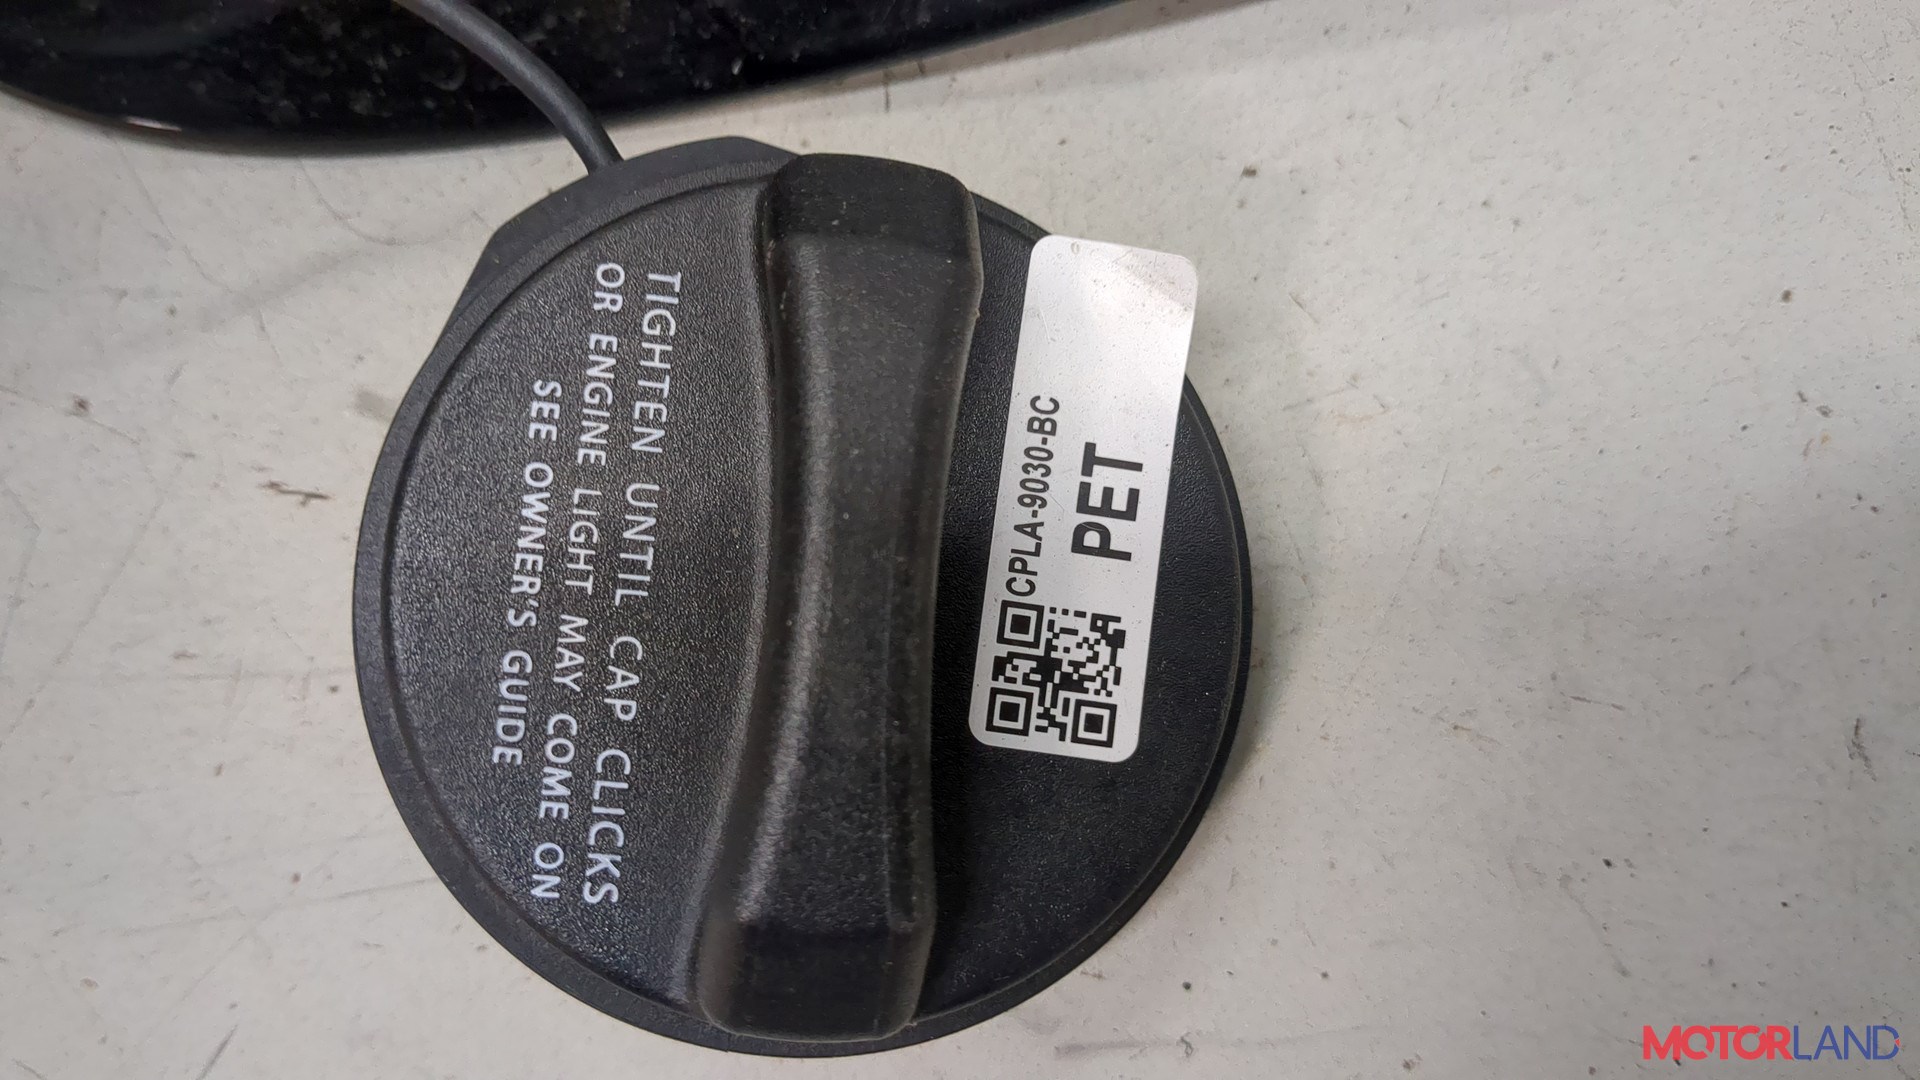 TIGHTEN UNTIL CAP CLICKS
OR ENGINE LIGHT MAY COME ON
SEE OWNER'S GUIDE
CPLA-9030-BC
PET
MOTORLAND